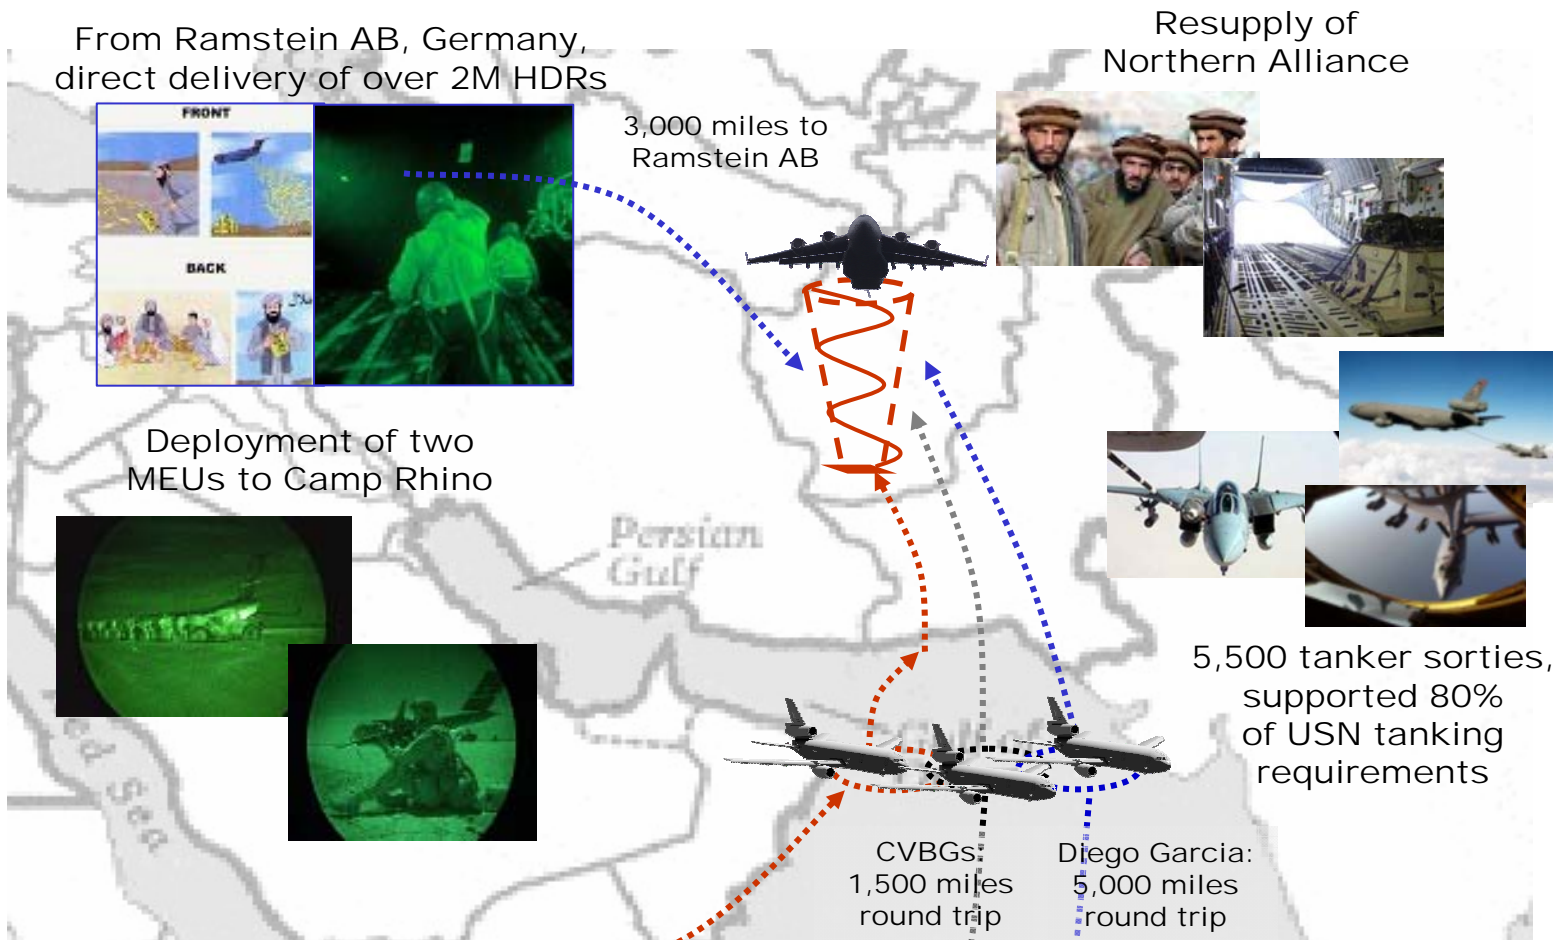 From Ramstein AB, Germany,
direct delivery of over 2M HDRs
FRONT
BACK
3,000 miles to
Ramstein AB
Resupply of
Northern Alliance
Deployment of two
MEUs to Camp Rhino
Persian
Gulf
5,500 tanker sorties,
supported 80%
of USN tanking
requirements
Sea
CVBGs:
1,500 miles
round trip
Diego Garcia:
5,000 miles
round trip